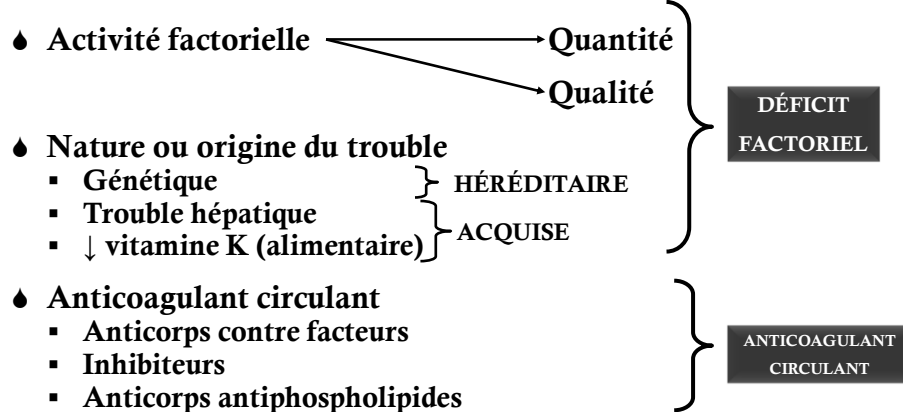 Activité factorielle Quantité
Qualité
DÉFICIT
FACTORIEL
Nature ou origine du trouble
Génétique HÉRÉDITAIRE
Trouble hépatique
ACQUISE
↓ vitamine K (alimentaire)
Anticoagulant circulant
Anticorps contre facteurs
Inhibiteurs
Anticorps antiphospholipides
ANTICOAGULANT
CIRCULANT